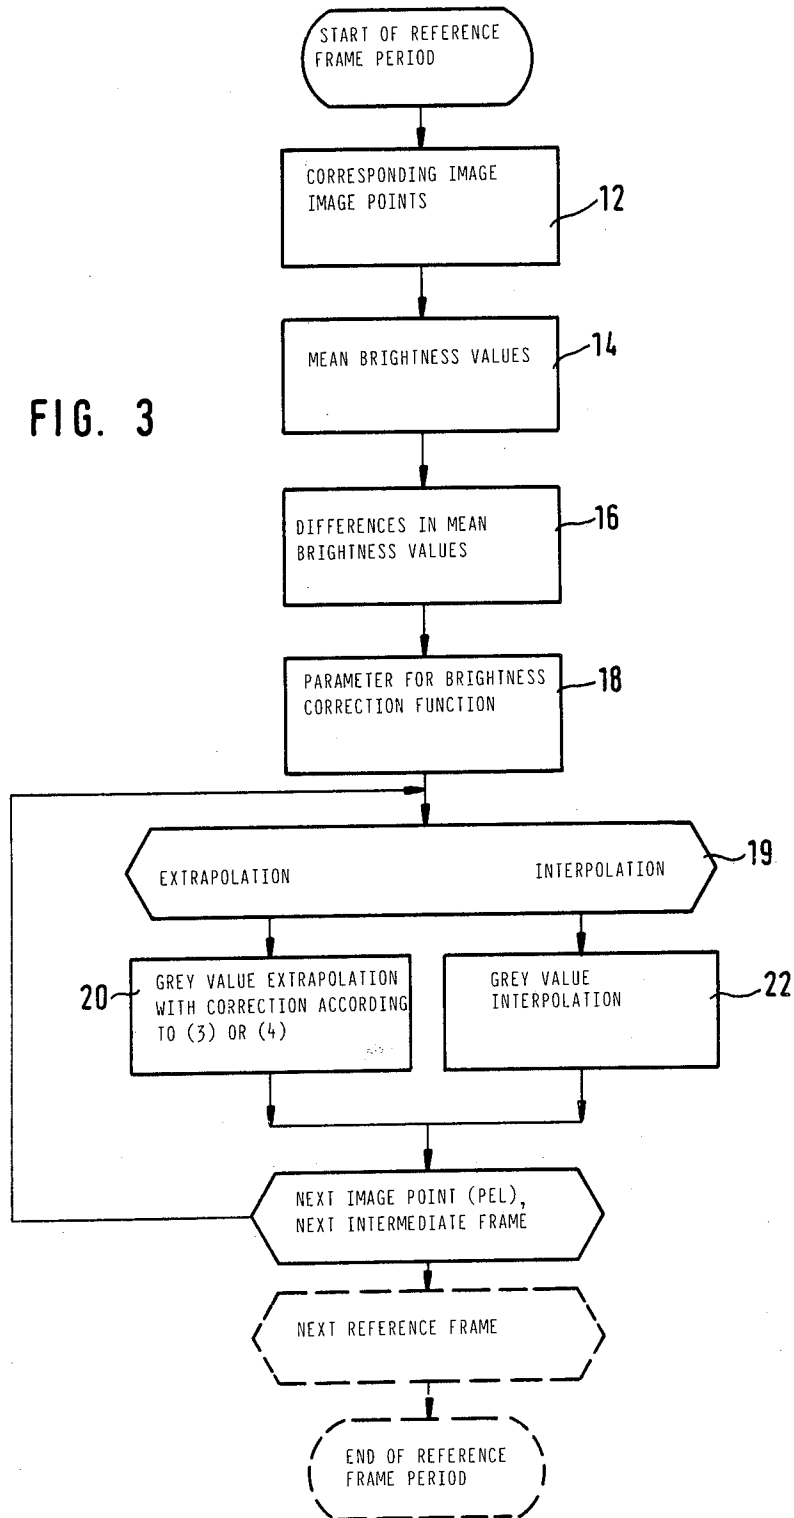 START OF REFERENCE
FRAME PERIOD
CORRESPONDING IMAGE
IMAGE POINTS
12
MEAN BRIGHTNESS VALUES
14
FIG. 3
DIFFERENCES IN MEAN
BRIGHTNESS VALUES
16
PARAMETER FOR BRIGHTNESS
CORRECTION FUNCTION
18
EXTRAPOLATION
INTERPOLATION
19
20
GREY VALUE EXTRAPOLATION
WITH CORRECTION ACCORDING
TO (3) OR (4)
GREY VALUE
INTERPOLATION
22
NEXT IMAGE POINT (PEL),
NEXT INTERMEDIATE FRAME
NEXT REFERENCE FRAME
END OF REFERENCE
FRAME PERIOD